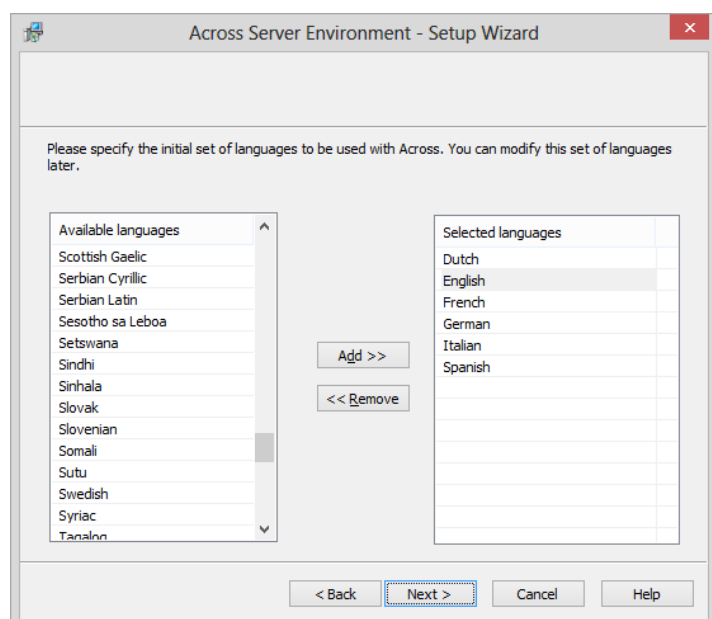 Across Server Environment - Setup Wizard
Please specify the initial set of languages to be used with Across. You can modify this set of languages
later.
Available languages
Scottish Gaelic
Serbian Cyrillic
Serbian Latin
Sesotho sa Leboa
Setswana
Sindhi
Sinhala
Slovak
Slovenian
Somali
Sutu
Swedish
Syriac
Tagalog
Add >>
<< Remove
Selected languages
Dutch
English
French
German
Italian
Spanish
< Back
Next >
Cancel
Help